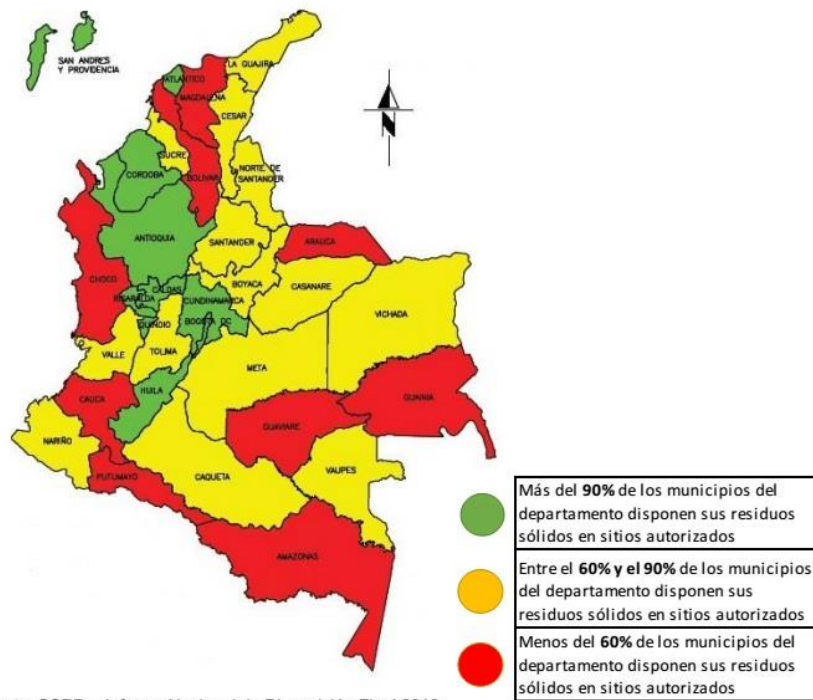 SAN ANDRES
Y PROVIDENCIA
LA GUAJIRA
ATLANTICO
MAGDALENA
CESAR
N
SUCRE
BOLIVAR
NORTE DE
SANTANDER
CORDOBA
ANTIOQUIA
SANTANDER
ARAUCA
CHOCO
CALDAS
BOYACA
CASANARE
RISARALDA
CUNDINAMARCA
VICHADA
QUINDIO
BOGOTA DC
VALLE
TOLIMA
META
HUILA
CAUCA
GUAINIA
GUAVIARE
NARIÑO
CAQUETA
VAUPES
PUTUMAYO
AMAZONAS
Más del 90% de los municipios del
departamento disponen sus residuos
sólidos en sitios autorizados
Entre el 60% y el 90% de los municipios
del departamento disponen sus
residuos sólidos en sitios autorizados
Menos del 60% de los municipios del
departamento disponen sus residuos
sólidos en sitios autorizados